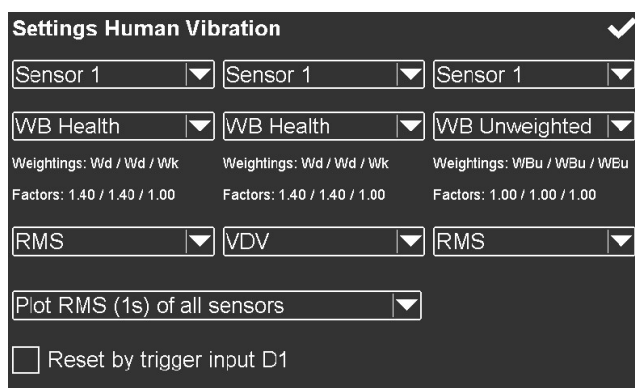 Settings Human Vibration
Sensor 1 Sensor 1 Sensor 1
WB Health WB Health WB Unweighted
Weightings: Wd / Wd / Wk Weightings: Wd / Wd / Wk Weightings: WBu / WBu / WBu
Factors: 1.40 / 1.40 / 1.00 Factors: 1.40 / 1.40 / 1.00 Factors: 1.00 / 1.00 / 1.00
RMS VDV RMS
Plot RMS (1s) of all sensors
Reset by trigger input D1